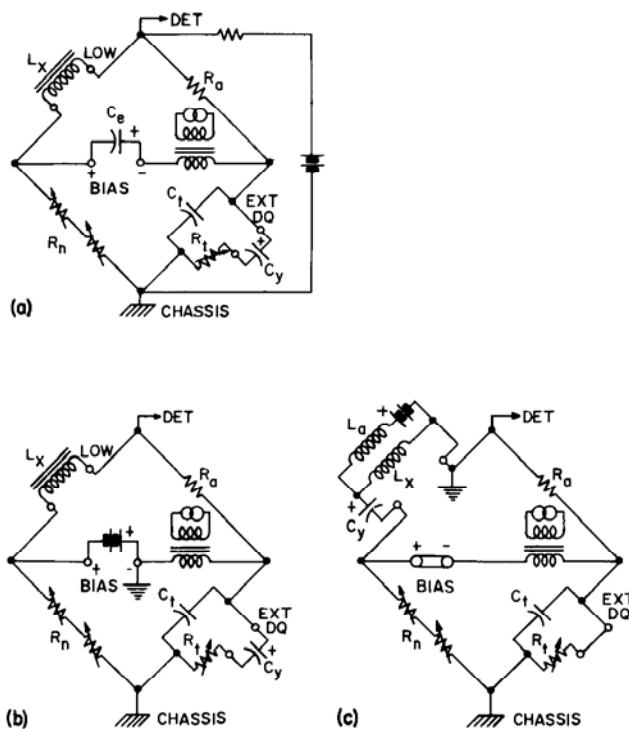 DET
LOW
Lx
Ra
Ce
+
+ -
BIAS
Ct
EXT
DQ
Rt
+
Cy
Rn
(a)
CHASSIS
DET
Lx
LOW
Ra
+
+ -
BIAS
Ct
EXT
DQ
Rt
+
Cy
Rn
(b)
CHASSIS
DET
+
La
Lx
Ra
+
Cy
+ -
BIAS
Ct
EXT
DQ
Rt
Rn
(c)
CHASSIS